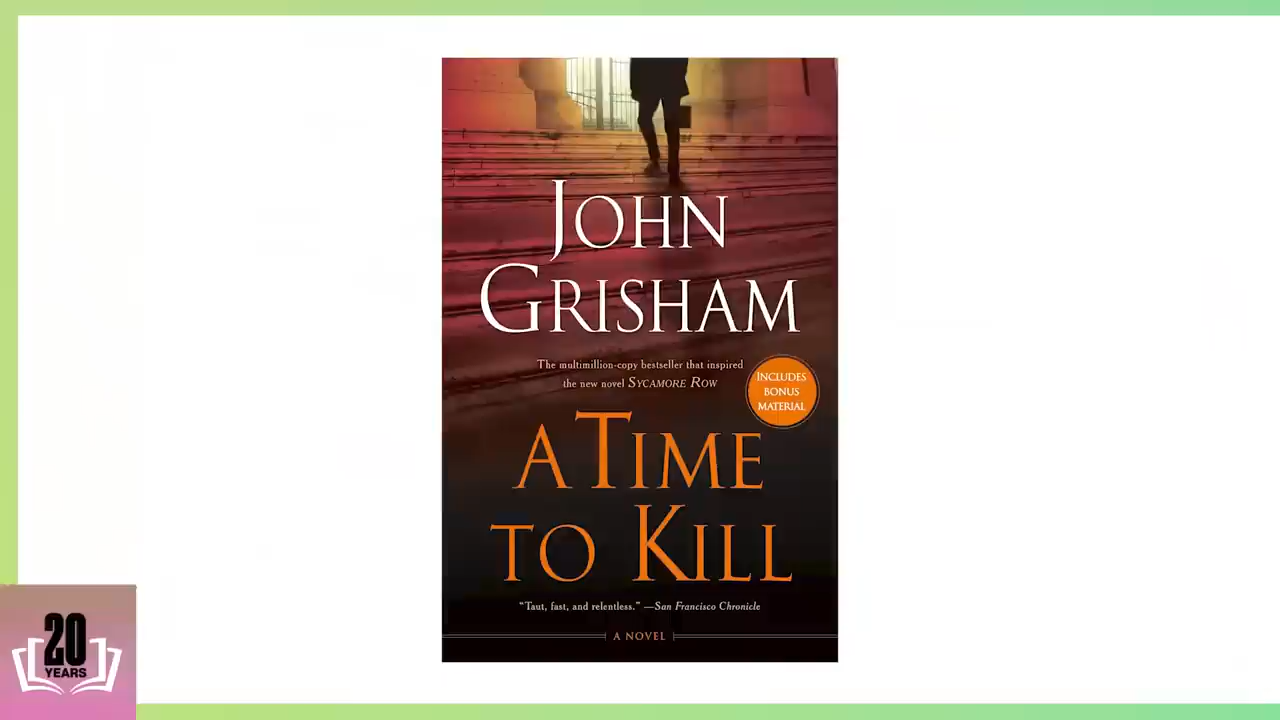 JOHN
GRISHAM
The multimillion-copy bestseller that inspired
the new novel SYCAMORE ROW
INCLUDES
BONUS
MATERIAL
A TIME
TO KILL
“Taut, fast, and relentless.” —San Francisco Chronicle
A NOVEL
20
YEARS